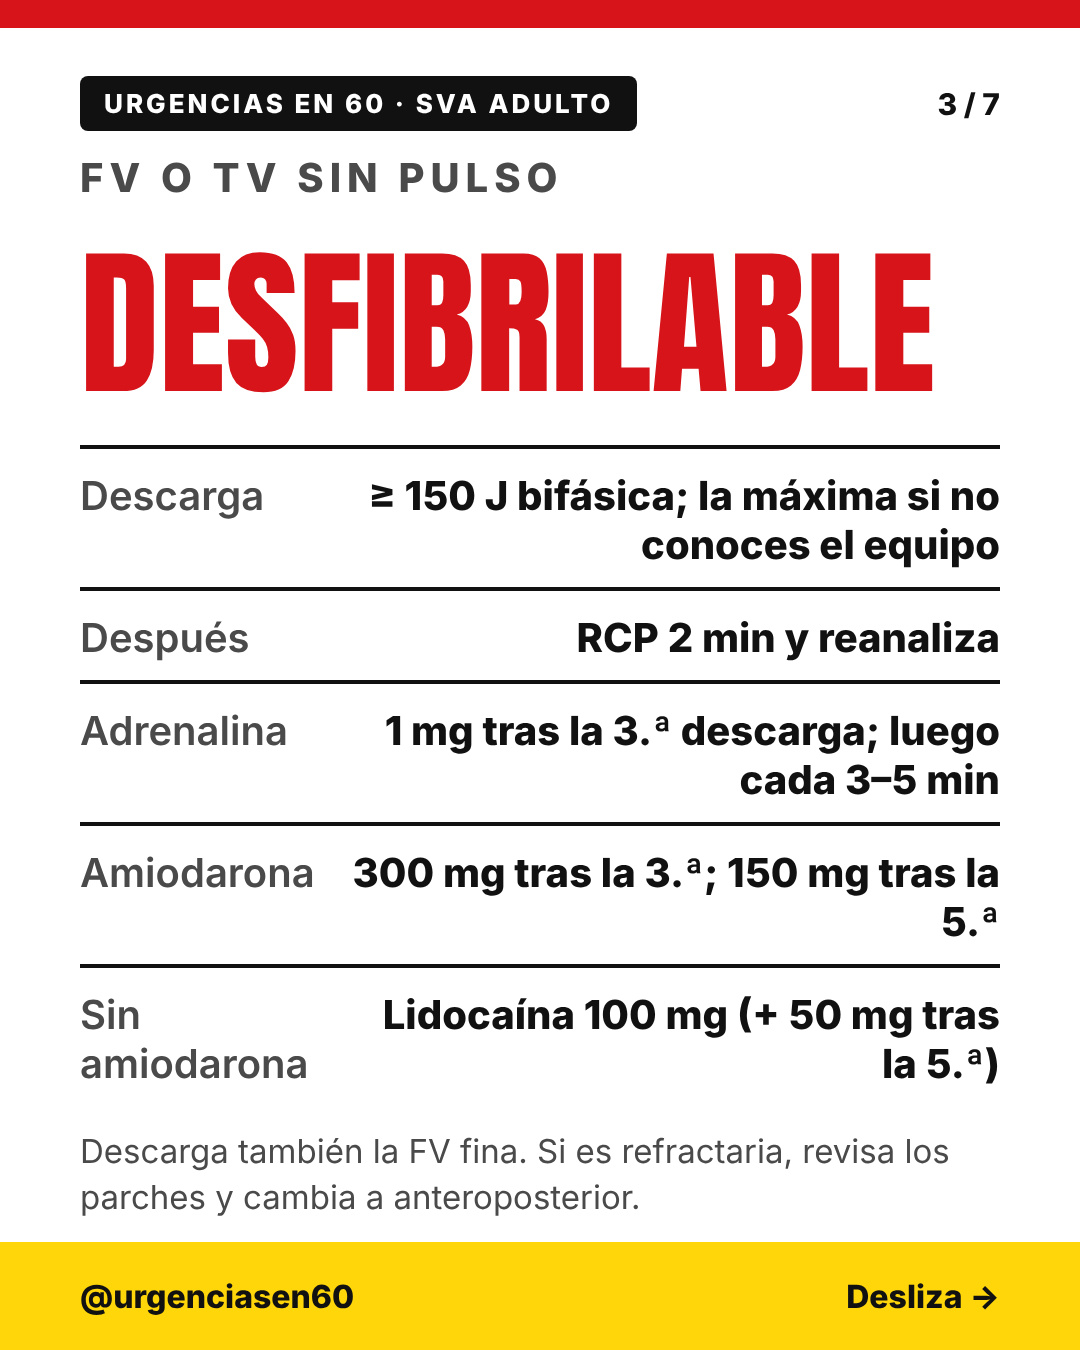 URGENCIAS EN 60 · SVA ADULTO
3 / 7
FV O TV SIN PULSO
DESFIBRILABLE
Descarga
≥ 150 J bifásica; la máxima si no
conoces el equipo
Después
RCP 2 min y reanaliza
Adrenalina
1 mg tras la 3.ª descarga; luego
cada 3–5 min
Amiodarona
300 mg tras la 3.ª; 150 mg tras la
5.ª
Sin
amiodarona
Lidocaína 100 mg (+ 50 mg tras
la 5.ª)
Descarga también la FV fina. Si es refractaria, revisa los
parches y cambia a anteroposterior.
@urgenciasen60
Desliza →